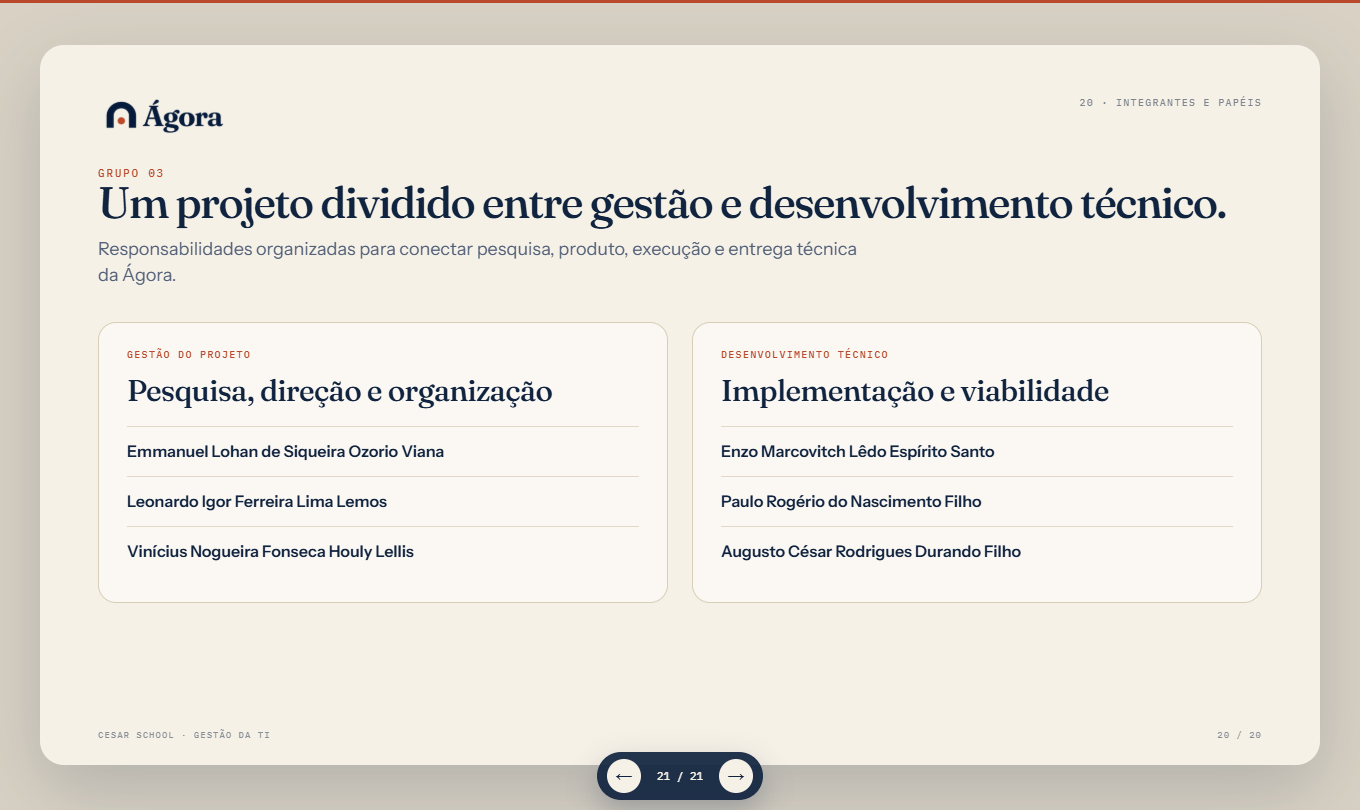 Ágora
20 · INTEGRANTES E PAPÉIS
GRUPO 03
Um projeto dividido entre gestão e desenvolvimento técnico.
Responsabilidades organizadas para conectar pesquisa, produto, execução e entrega técnica
da Ágora.
GESTÃO DO PROJETO
Pesquisa, direção e organização
Emmanuel Lohan de Siqueira Ozorio Viana
Leonardo Igor Ferreira Lima Lemos
Vinícius Nogueira Fonseca Houly Lellis
DESENVOLVIMENTO TÉCNICO
Implementação e viabilidade
Enzo Marcovitch Lêdo Espírito Santo
Paulo Rogério do Nascimento Filho
Augusto César Rodrigues Durando Filho
CESAR SCHOOL · GESTÃO DA TI
20 / 20
← 21 / 21 →